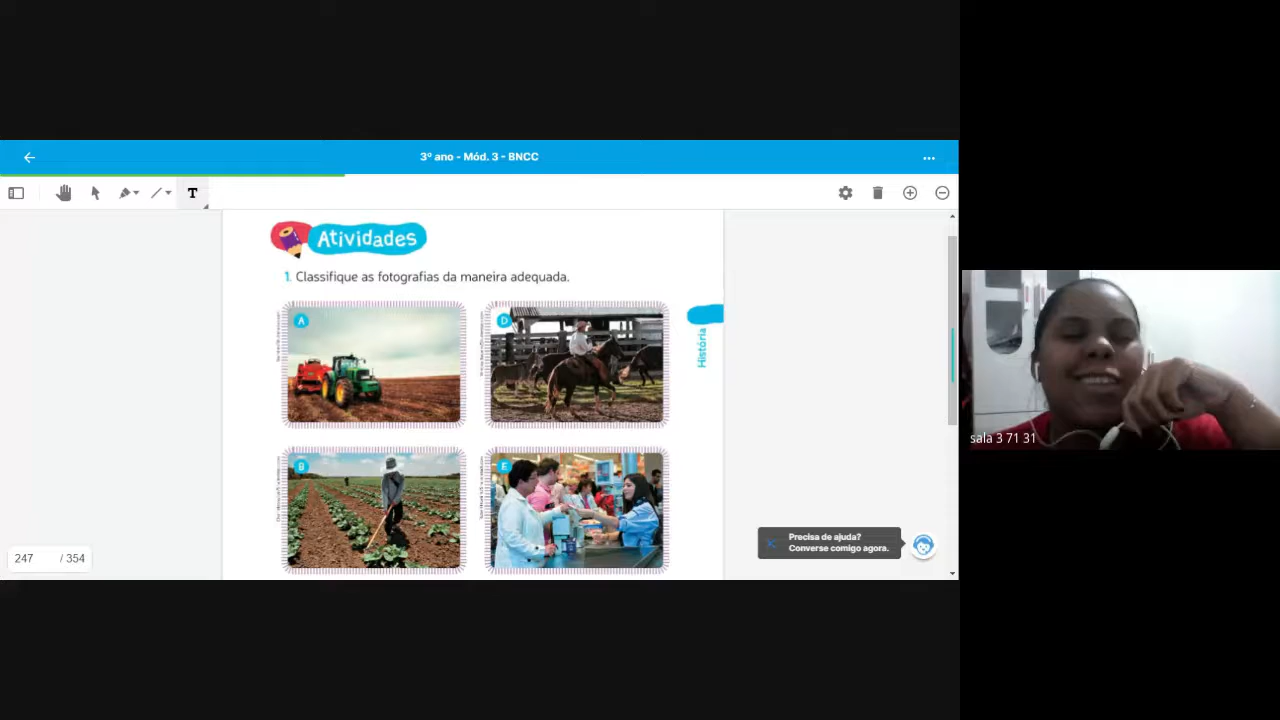 3º ano - Mód. 3 - BNCC
T
Atividades
1. Classifique as fotografias da maneira adequada.
A
D
História
B
E
sala 3 71 31
Precisa de ajuda?
Converse comigo agora.
247 / 354